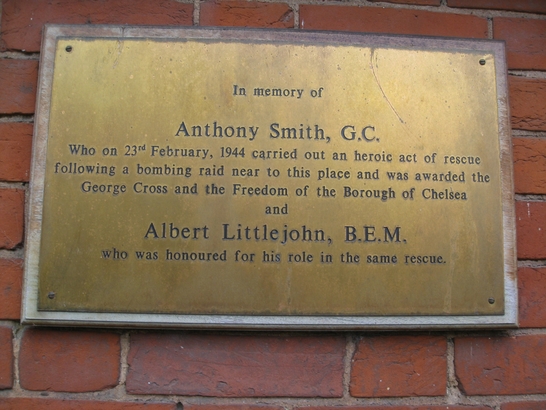 In memory of
Anthony Smith, G.C.
Who on 23rd February, 1944 carried out an heroic act of rescue
following a bombing raid near to this place and was awarded the
George Cross and the Freedom of the Borough of Chelsea
and
Albert Littlejohn, B.E.M.
who was honoured for his role in the same rescue.